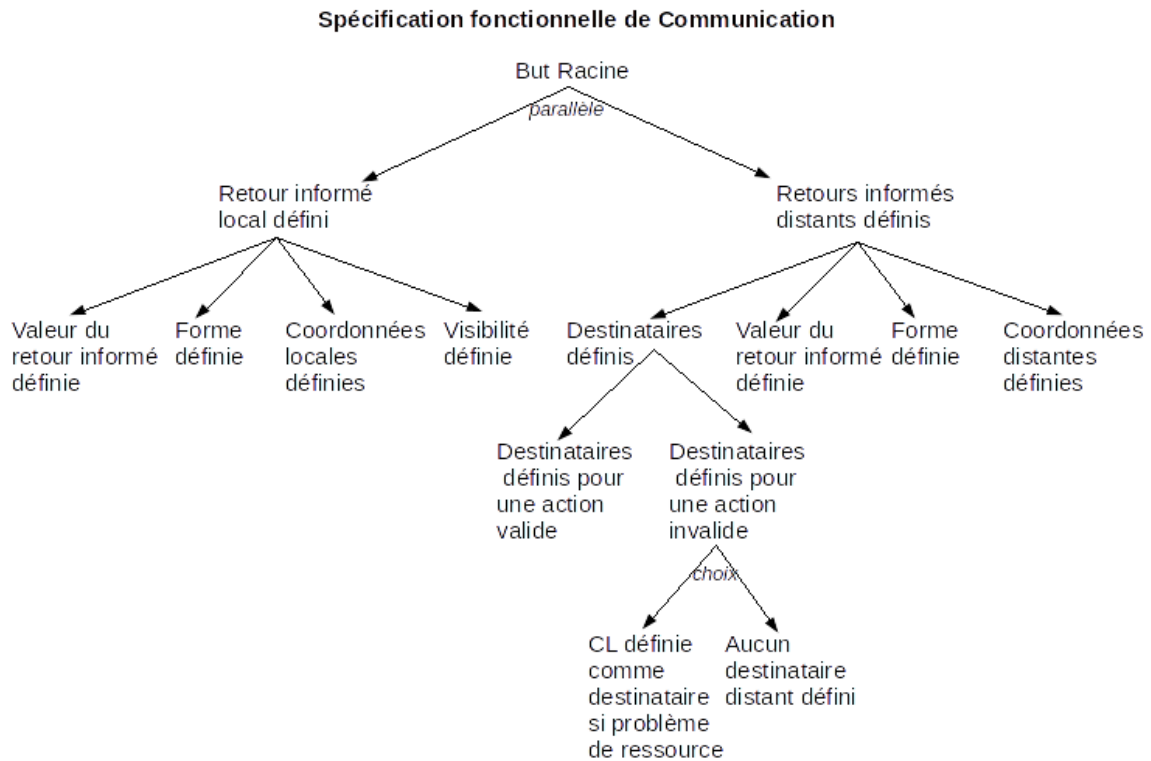 Spécification fonctionnelle de Communication
But Racine
parallèle
Retour informé
local défini
Retours informés
distants définis
Valeur du
retour informé
définie
Forme
définie
Coordonnées
locales
définies
Visibilité
définie
Destinataires
définis
Valeur du
retour informé
définie
Forme
définie
Coordonnées
distantes
définies
Destinataires
définis pour
une action
valide
Destinataires
définis pour
une action
invalide
choix
CL définie
comme
destinataire
si problème
de ressource
Aucun
destinataire
distant défini